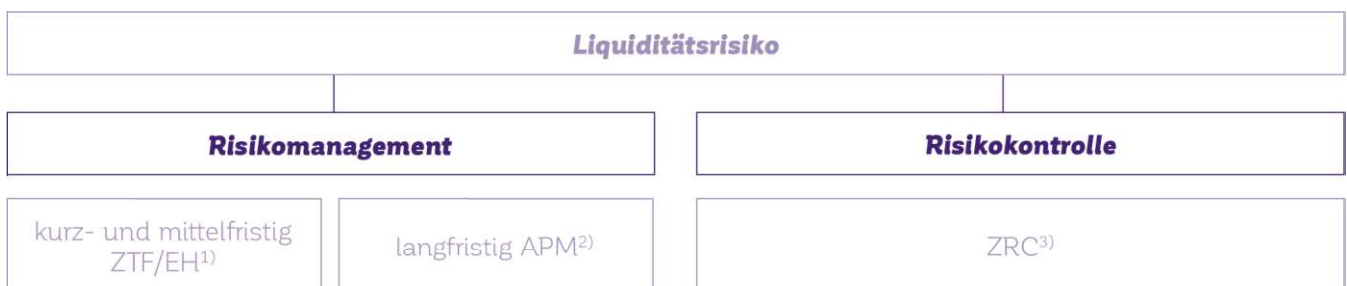 Liquiditätsrisiko
Risikomanagement
Risikokontrolle
kurz- und mittelfristig
ZTF/EH1)
langfristig APM2)
ZRC3)